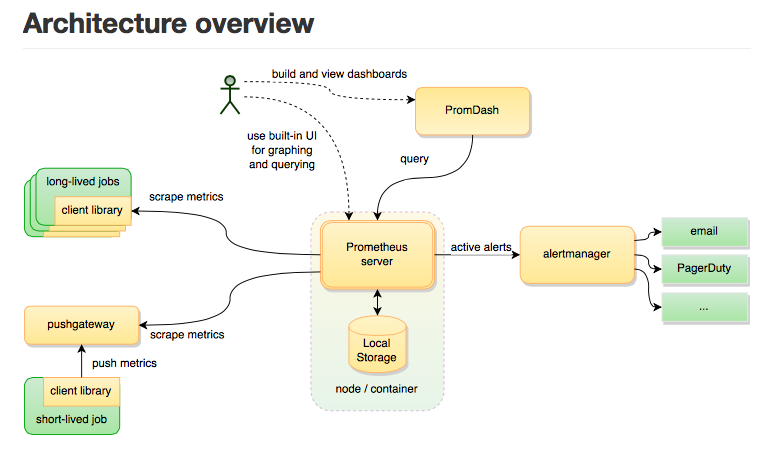 Architecture overview
build and view dashboards
PromDash
use built-in UI
for graphing
and querying
query
long-lived jobs
client library
scrape metrics
Prometheus
server
active alerts
alertmanager
email
PagerDuty
...
pushgateway
scrape metrics
Local
Storage
push metrics
node / container
client library
short-lived job